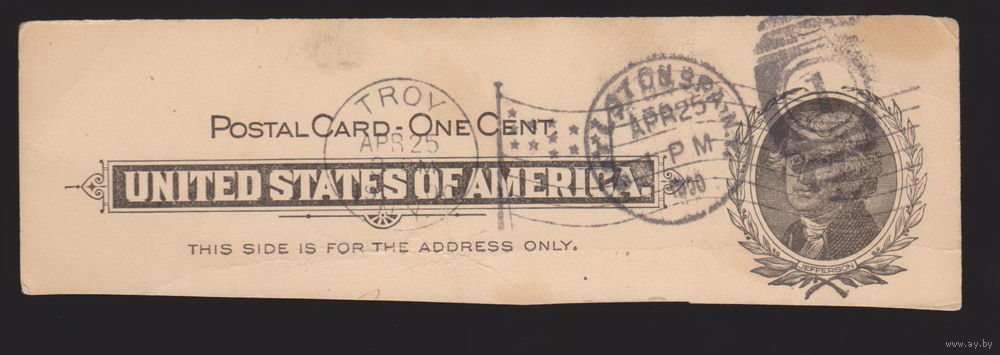 TROY
APR 25
POSTAL CARD - ONE CENT.
UNITED STATES OF AMERICA.
THIS SIDE IS FOR THE ADDRESS ONLY.
APR 25
PM
1
JEFFERSON
www.ay.by